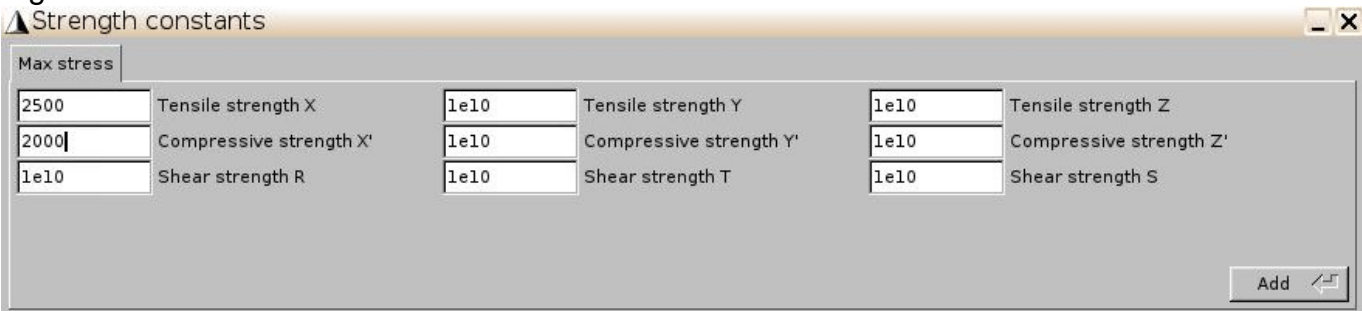 Strength constants
Max stress
2500 Tensile strength X 1e10 Tensile strength Y 1e10 Tensile strength Z
2000 Compressive strength X' 1e10 Compressive strength Y' 1e10 Compressive strength Z'
1e10 Shear strength R 1e10 Shear strength T 1e10 Shear strength S
Add